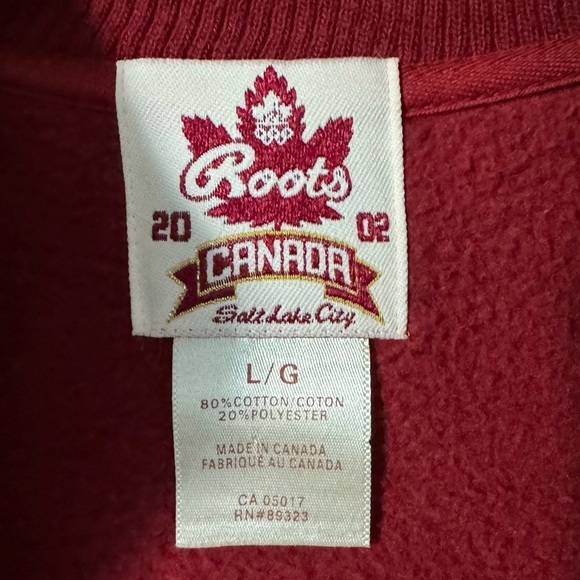 Roots
20 02
CANADA
Salt Lake City
L/G
80%COTTON/COTON
20%POLYESTER
MADE IN CANADA
FABRIQUÉ AU CANADA
CA 05017
RN#89323